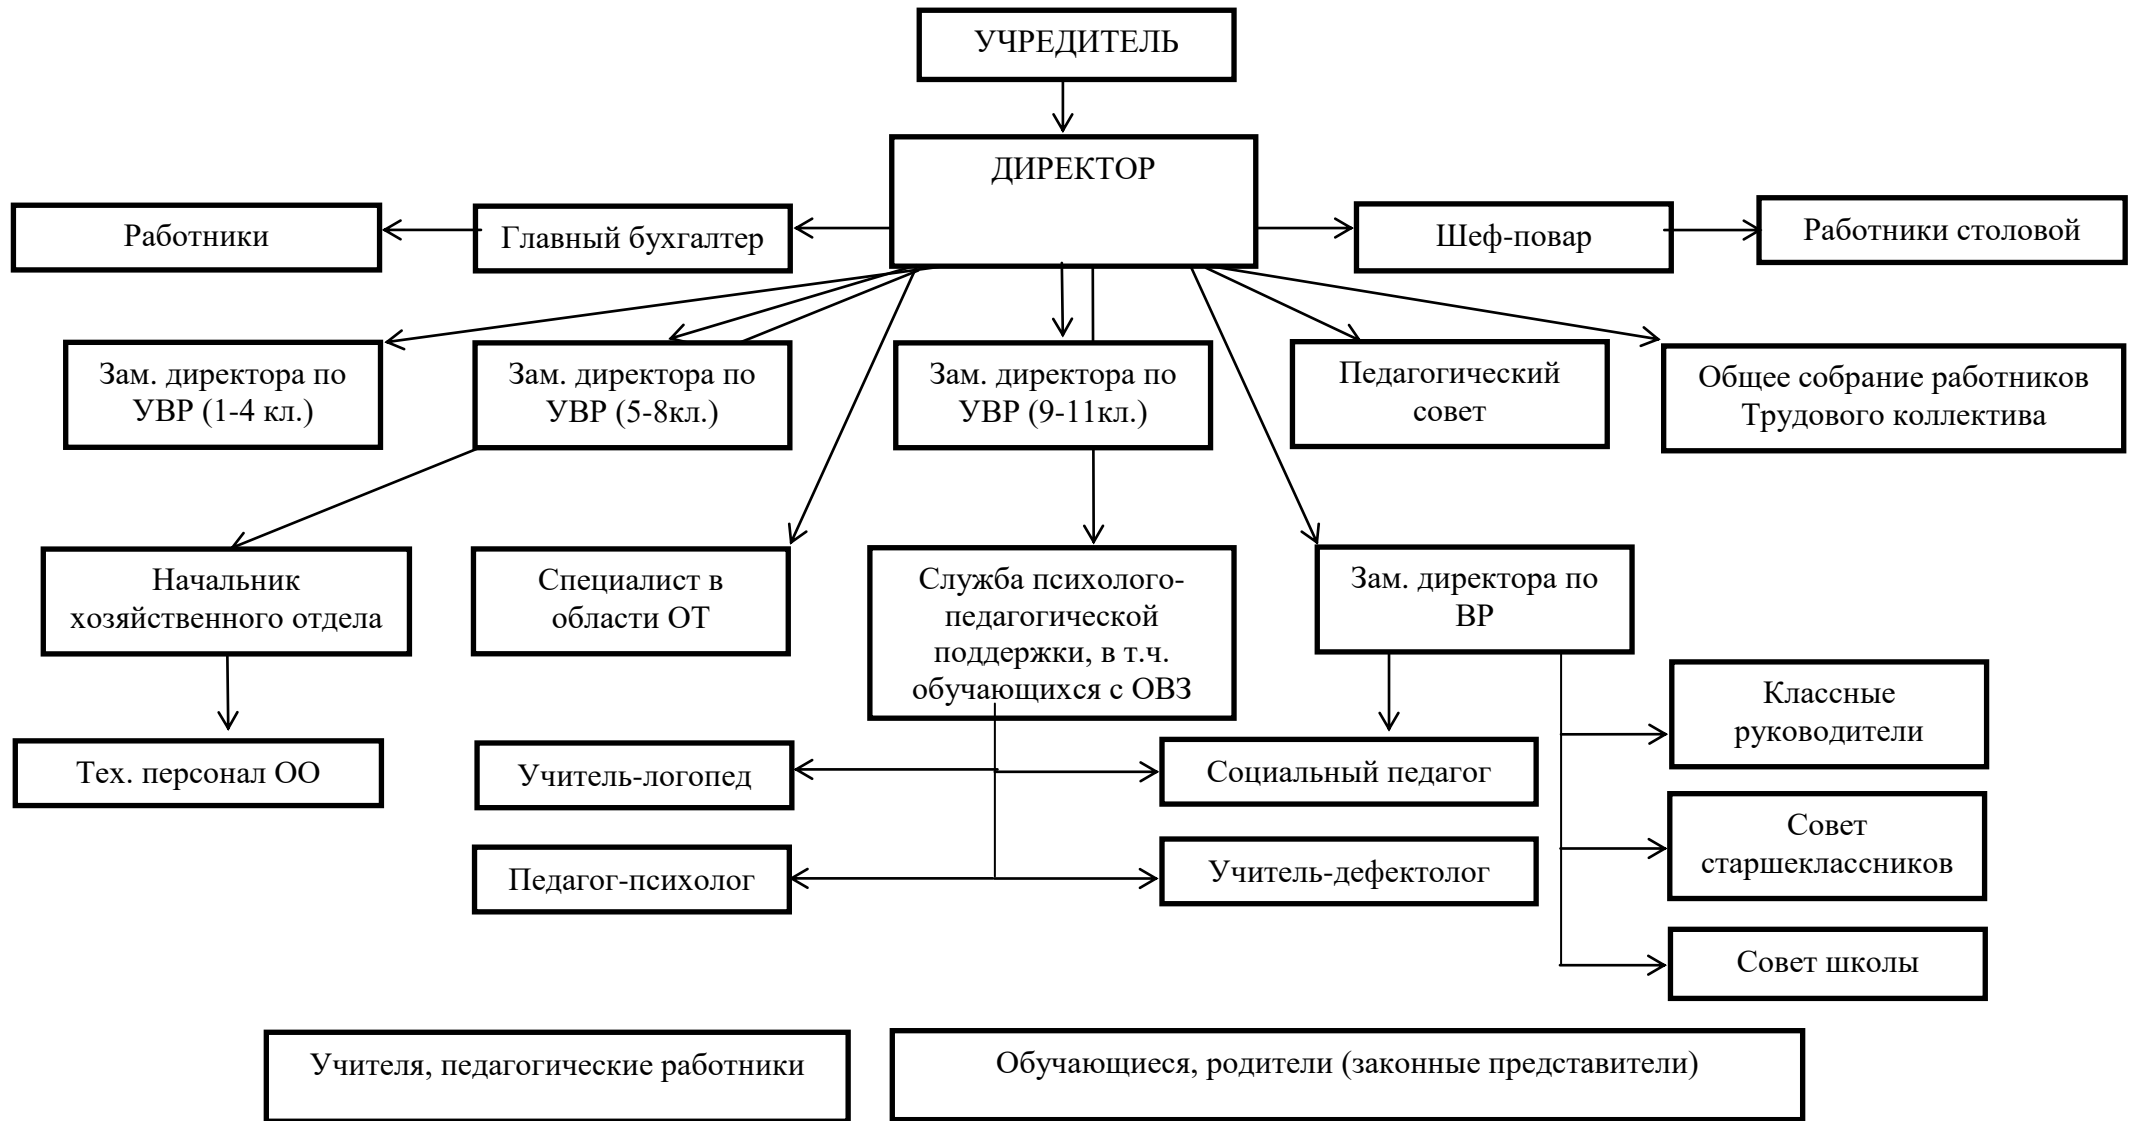 УЧРЕДИТЕЛЬ
ДИРЕКТОР
Работники
Главный бухгалтер
Шеф-повар
Работники столовой
Зам. директора по
УВР (1-4 кл.)
Зам. директора по
УВР (5-8кл.)
Зам. директора по
УВР (9-11кл.)
Педагогический
совет
Общее собрание работников
Трудового коллектива
Начальник
хозяйственного отдела
Специалист в
области ОТ
Служба психолого-
педагогической
поддержки, в т.ч.
обучающихся с ОВЗ
Зам. директора по
ВР
Классные
руководители
Тех. персонал ОО
Учитель-логопед
Социальный педагог
Совет
старшеклассников
Педагог-психолог
Учитель-дефектолог
Совет школы
Учителя, педагогические работники
Обучающиеся, родители (законные представители)